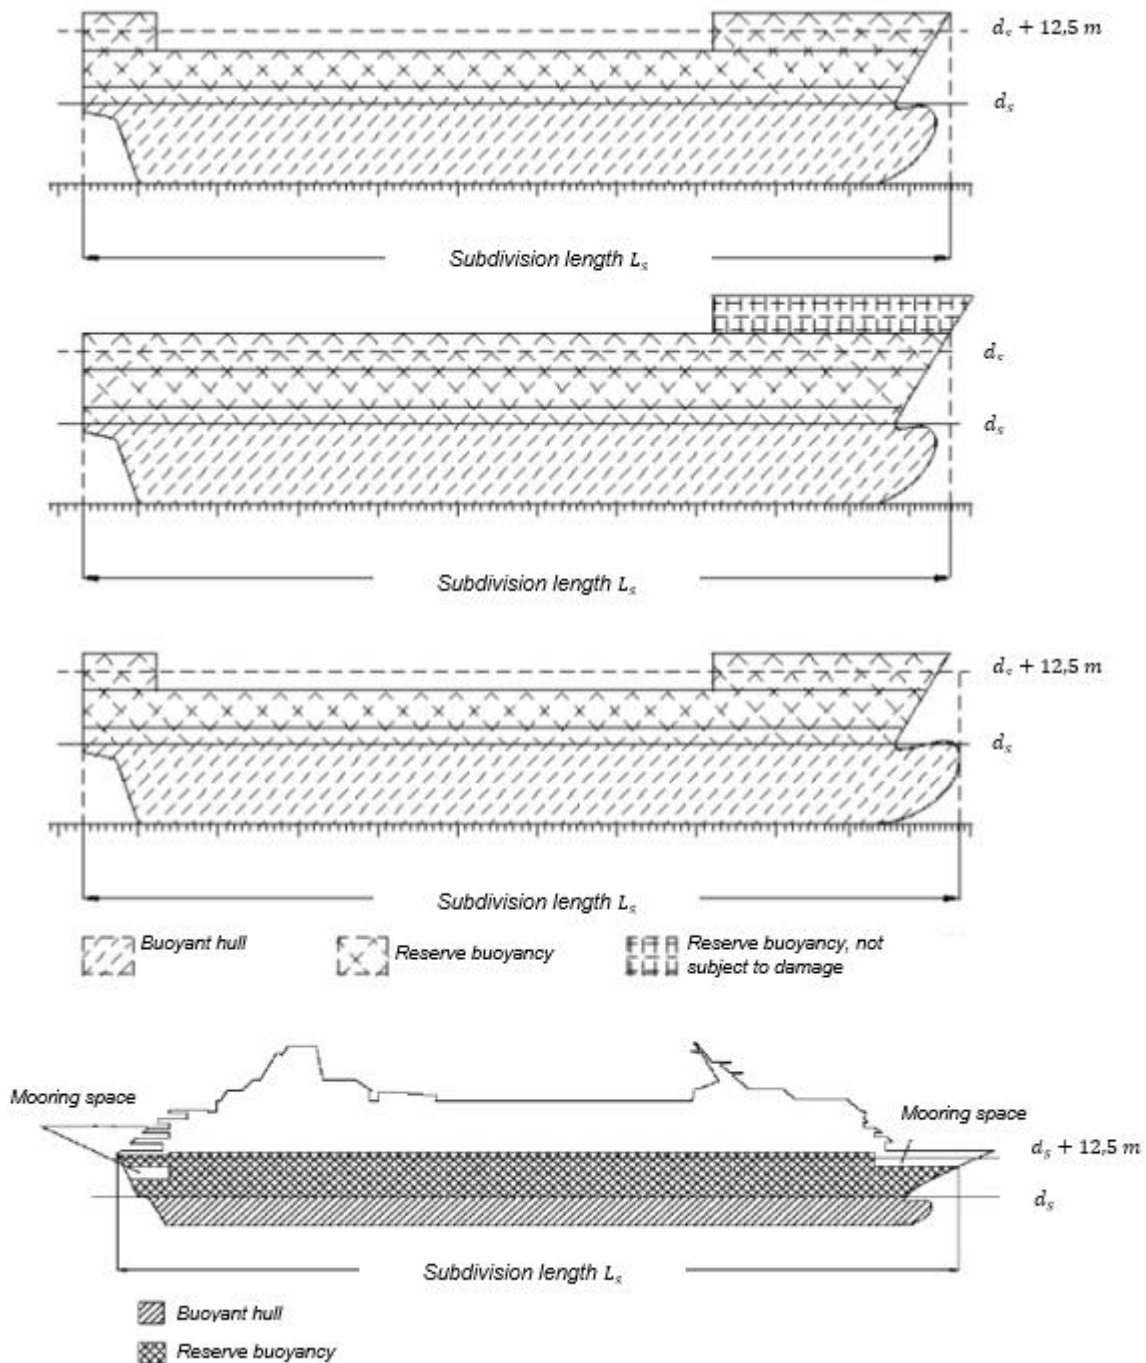 d_s + 12,5 m
d_s
Subdivision length L_s
d_s
d_s
Subdivision length L_s
d_s + 12,5 m
d_s
Subdivision length L_s
Buoyant hull
Reserve buoyancy
Reserve buoyancy, not
subject to damage
Mooring space
Mooring space
d_s + 12,5 m
d_s
Subdivision length L_s
Buoyant hull
Reserve buoyancy